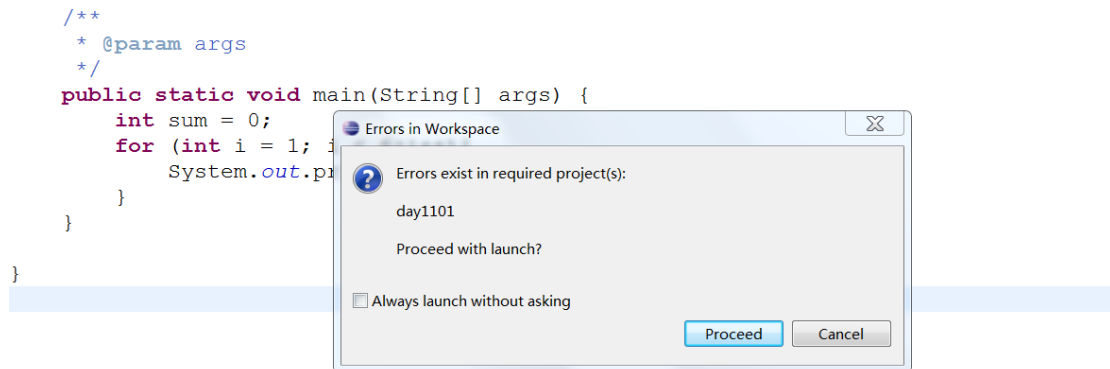 /**
* @param args
*/
public static void main(String[] args) {
int sum = 0;
for (int i = 1;
System.out.pr
}
}
}
Errors in Workspace
Errors exist in required project(s):
day1101
Proceed with launch?
Always launch without asking
Proceed
Cancel